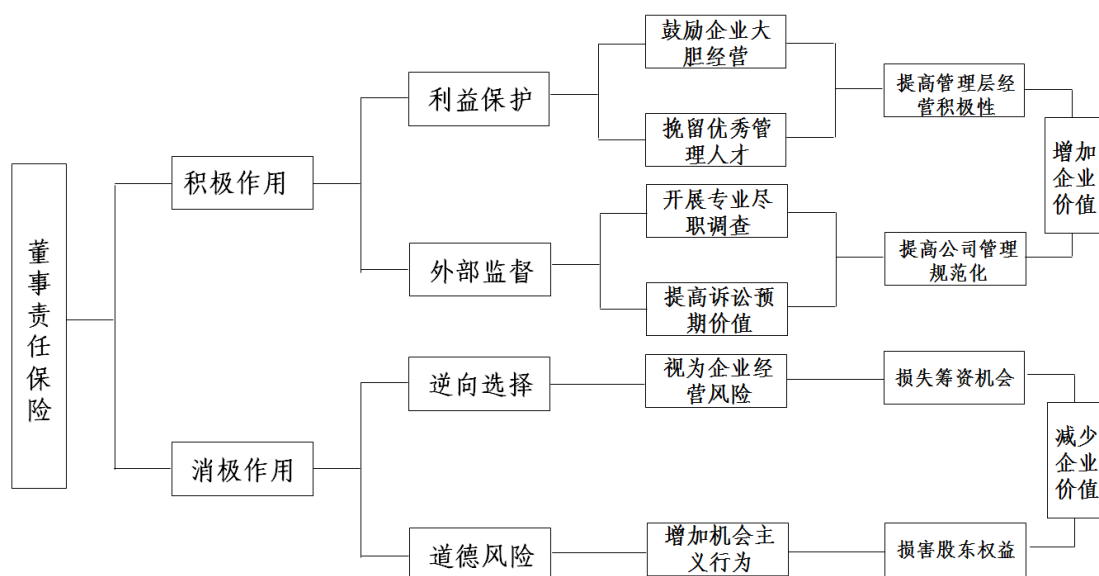 董事责任保险
积极作用
消极作用
利益保护
外部监督
逆向选择
道德风险
鼓励企业大
胆经营
挽留优秀管
理人才
开展专业尽
职调查
提高诉讼预
期价值
视为企业经
营风险
增加机会主
义行为
提高管理层经
营积极性
提高公司管理
规范化
损失筹资机会
损害股东权益
增加
企业
价值
减少
企业
价值